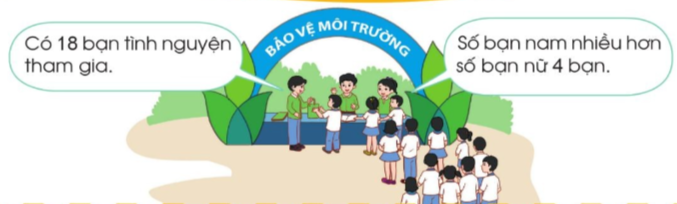 Có 18 bạn tình nguyện
tham gia.
BẢO VỆ MÔI TRƯỜNG
Số bạn nam nhiều hơn
số bạn nữ 4 bạn.